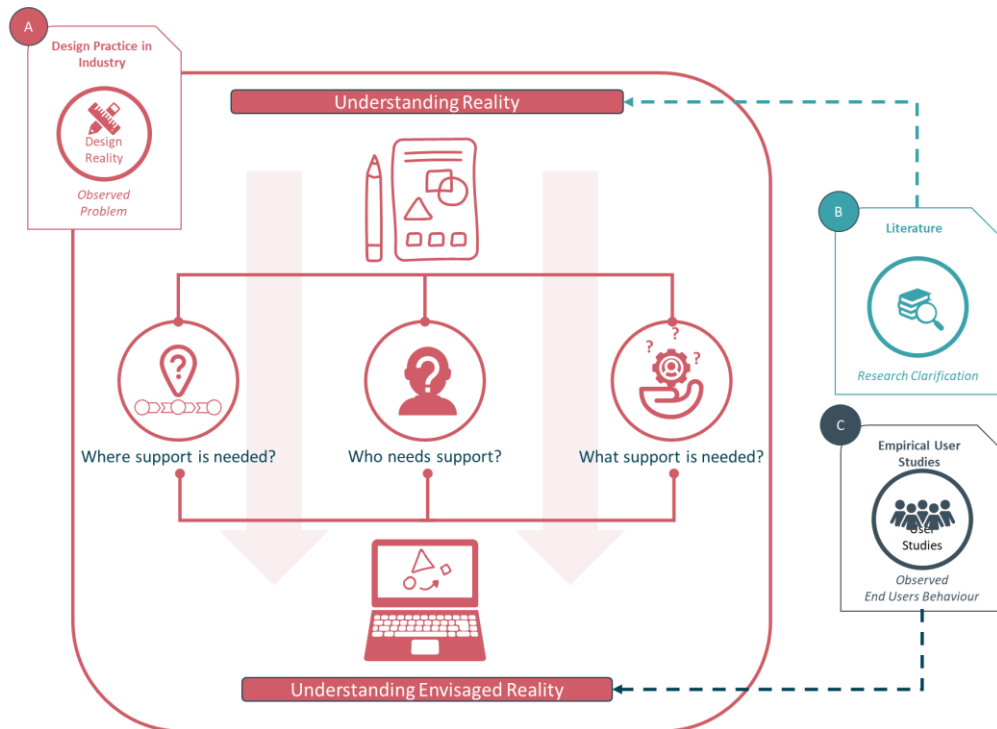 A
Design Practice in
Industry
Design
Reality
Observed
Problem
Understanding Reality
B
Literature
Research Clarification
?
?
? ? ?
Where support is needed?
Who needs support?
What support is needed?
C
Empirical User
Studies
User
Studies
Observed
End Users Behaviour
Understanding Envisaged Reality